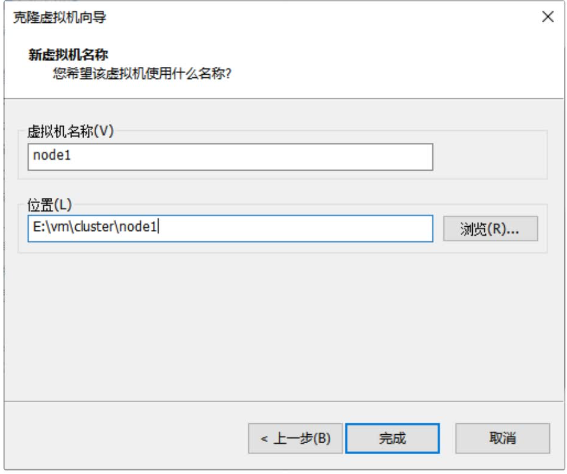 克隆虚拟机向导
新虚拟机名称
您希望该虚拟机使用什么名称?
虚拟机名称(V)
node1
位置(L)
E:\vm\cluster\node1
浏览(R)...
< 上一步(B) 完成 取消